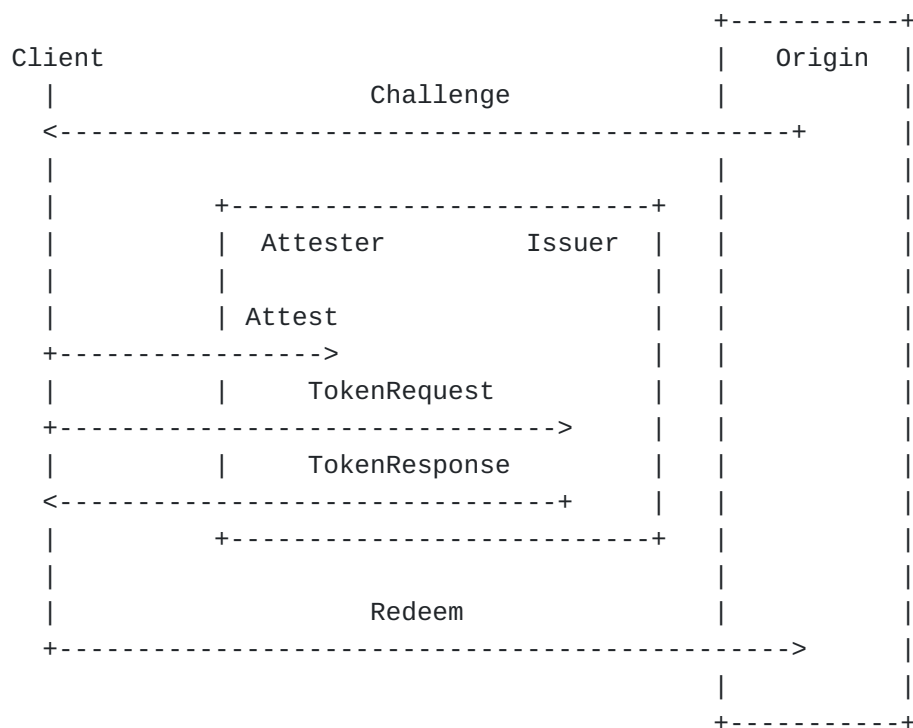 Client Origin
Challenge
Attester Issuer
Attest
TokenRequest
TokenResponse
Redeem